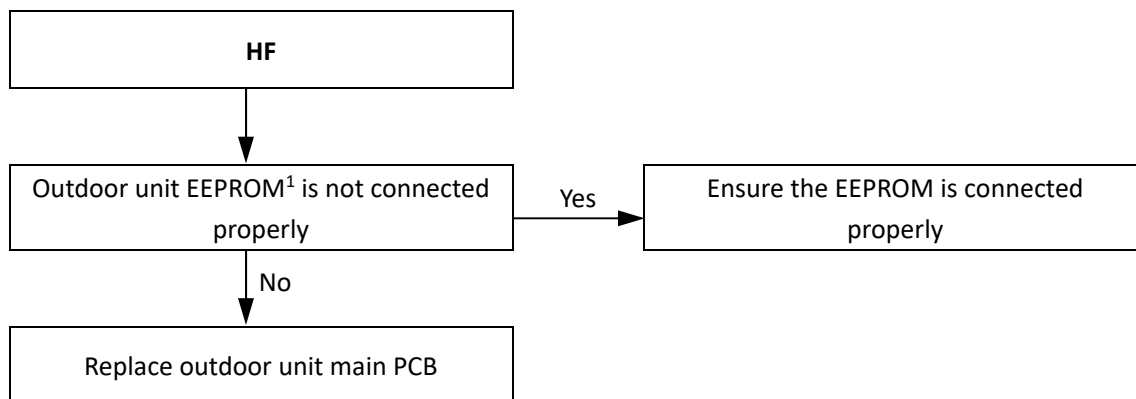 HF
Outdoor unit EEPROM¹ is not connected
properly
Yes
Ensure the EEPROM is connected
properly
No
Replace outdoor unit main PCB